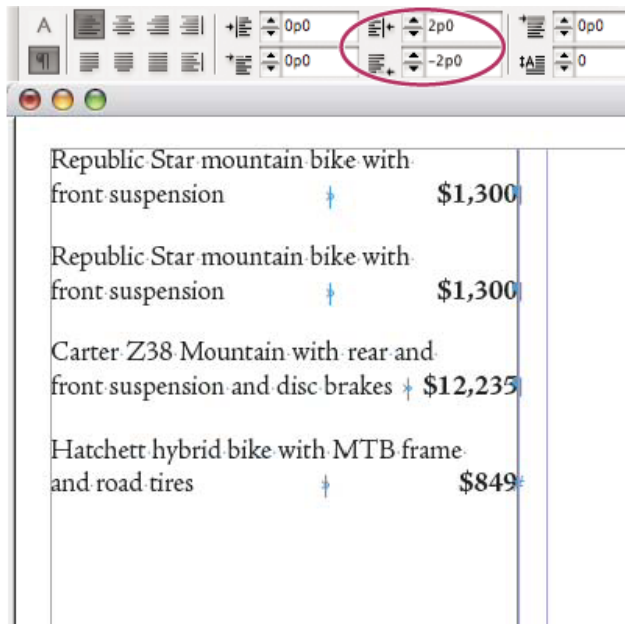 A 0p0 2p0 0p0
¶ 0p0 -2p0 0
Republic Star mountain bike with
front suspension $1,300
Republic Star mountain bike with
front suspension $1,300
Carter Z38 Mountain with rear and
front suspension and disc brakes $12,235
Hatchett hybrid bike with MTB frame
and road tires $849